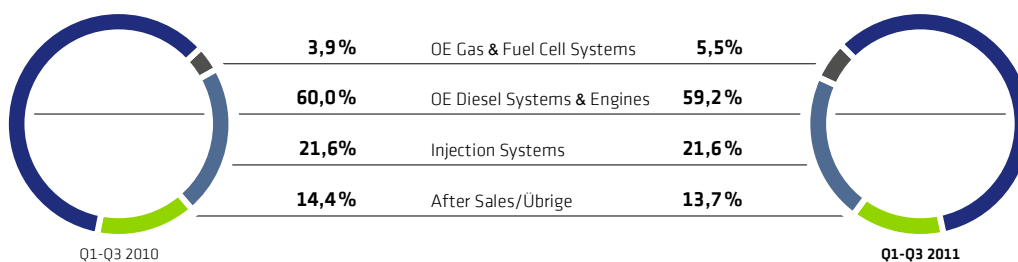 3,9% OE Gas & Fuel Cell Systems 5,5%
60,0% OE Diesel Systems & Engines 59,2%
21,6% Injection Systems 21,6%
14,4% After Sales/Übrige 13,7%
Q1-Q3 2010 Q1-Q3 2011